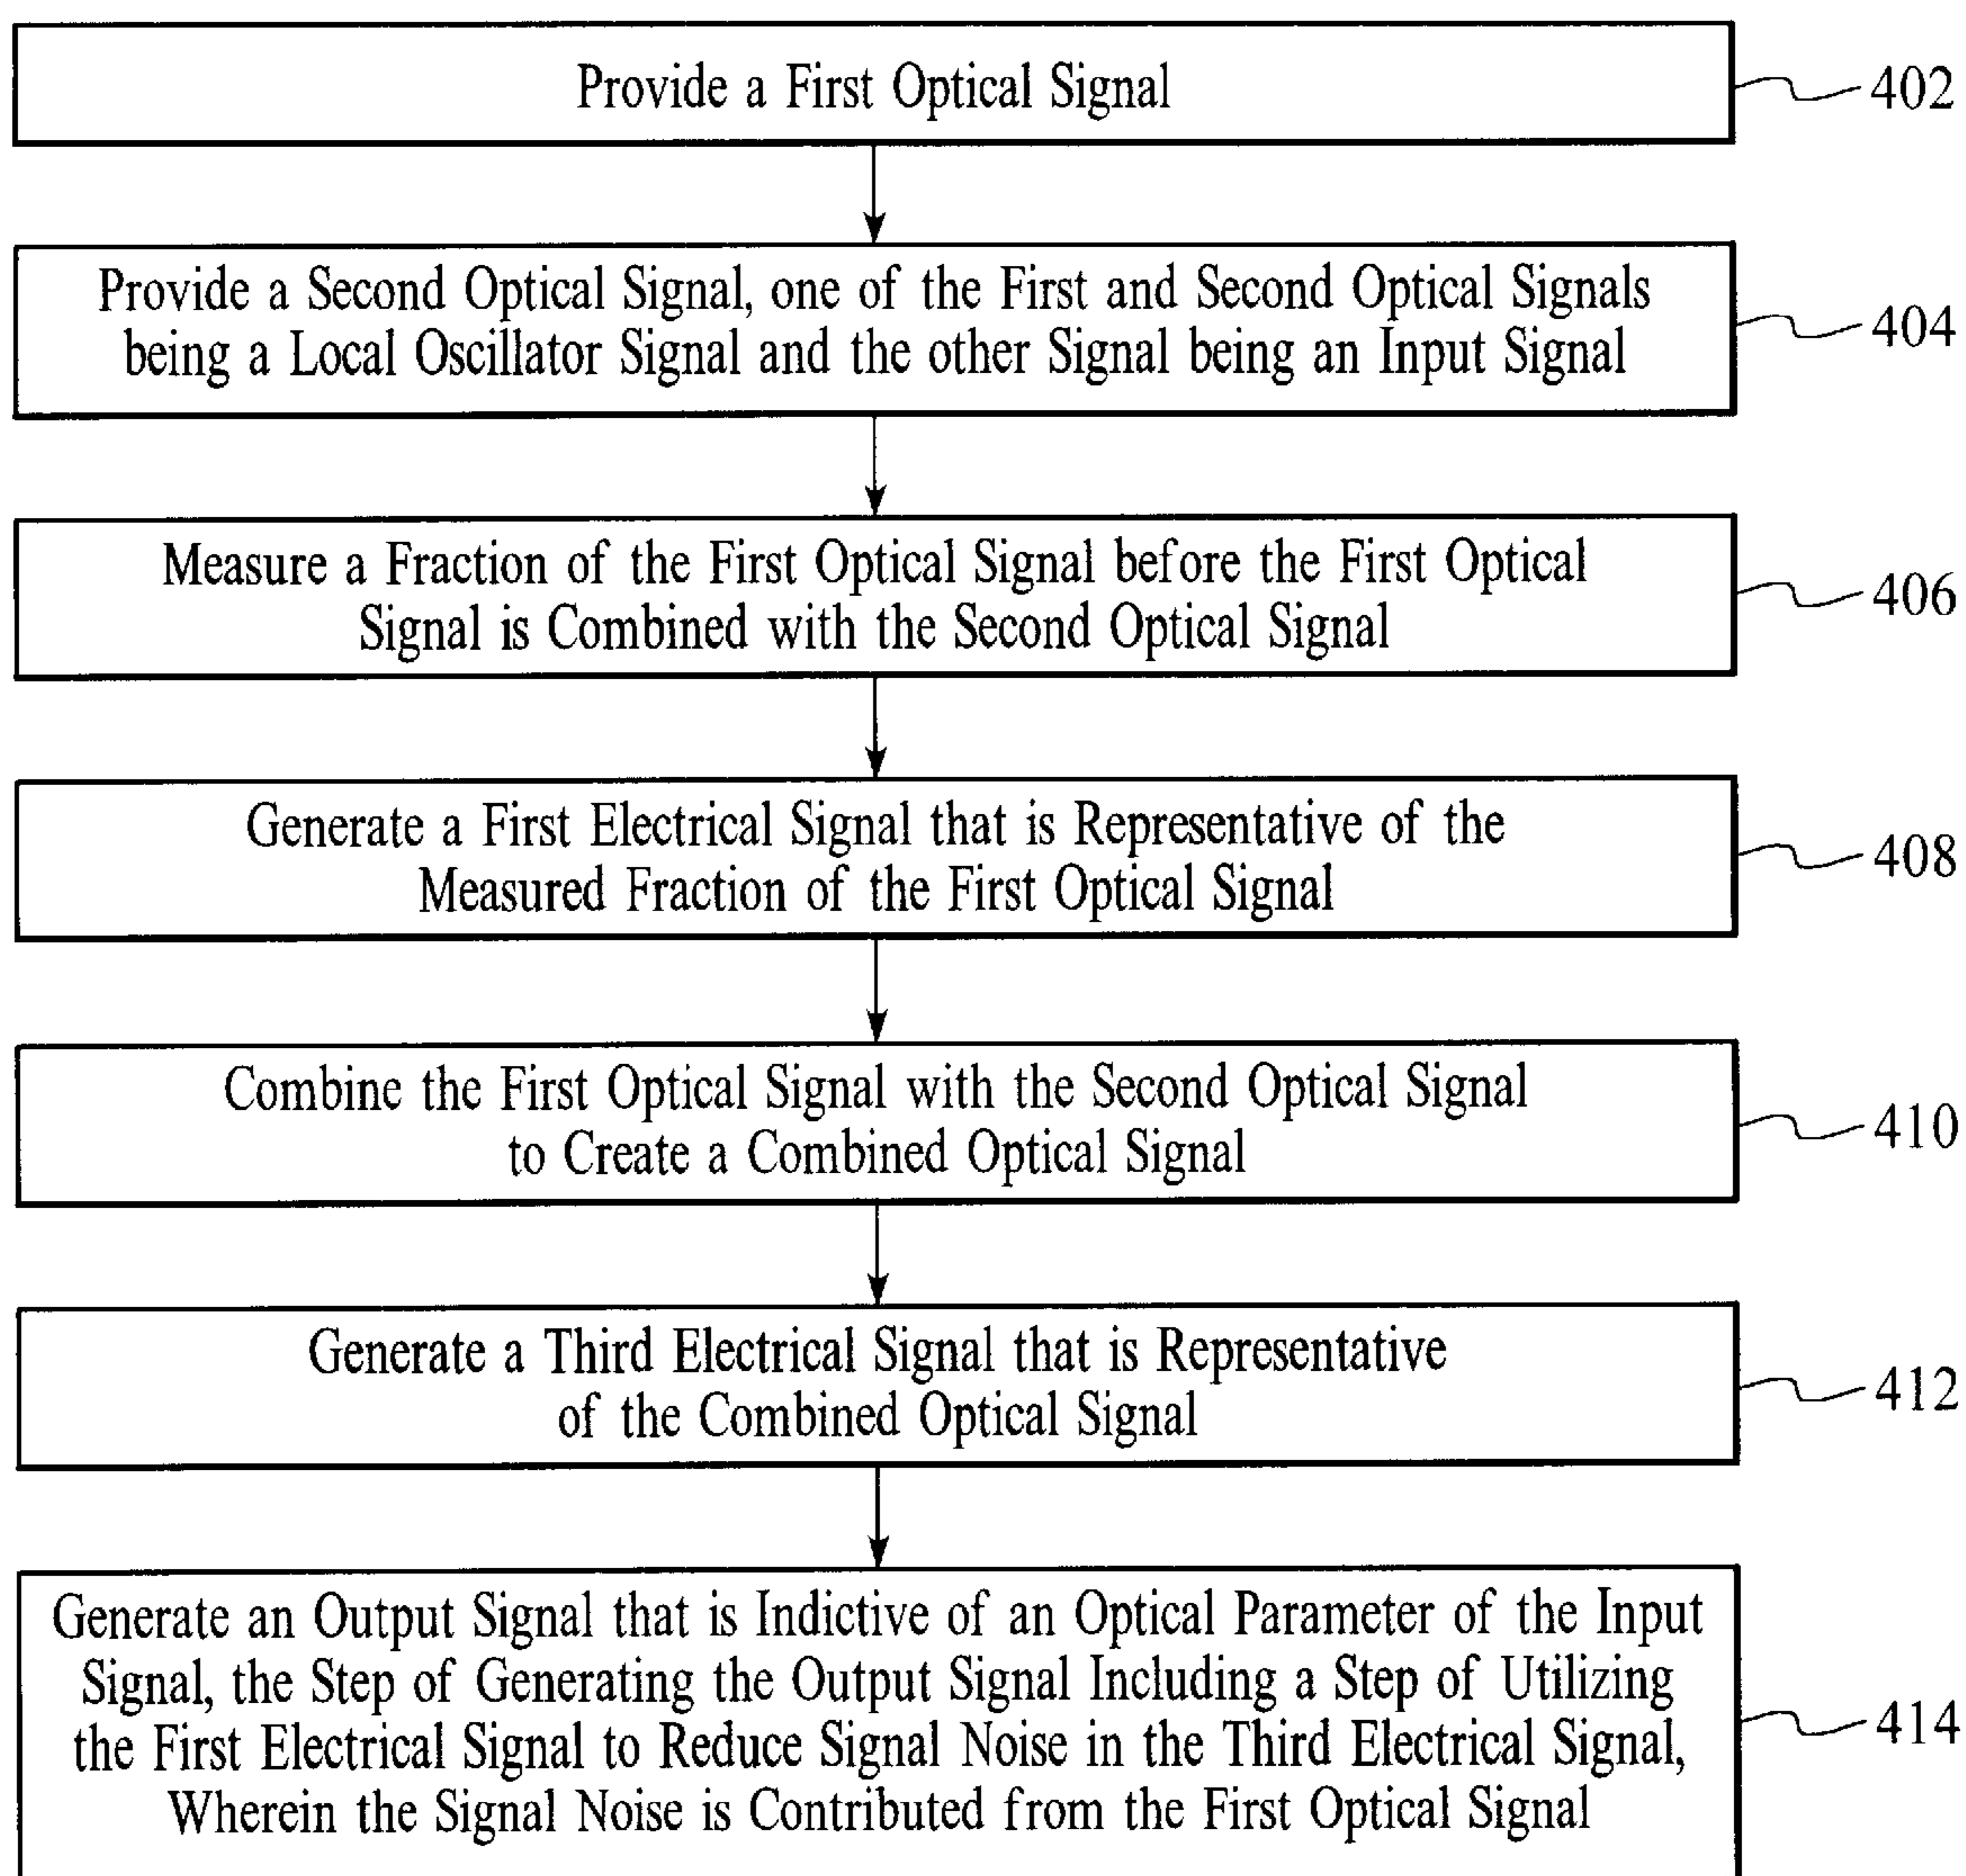 Provide a First Optical Signal
402
Provide a Second Optical Signal, one of the First and Second Optical Signals
being a Local Oscillator Signal and the other Signal being an Input Signal
404
Measure a Fraction of the First Optical Signal before the First Optical
Signal is Combined with the Second Optical Signal
406
Generate a First Electrical Signal that is Representative of the
Measured Fraction of the First Optical Signal
408
Combine the First Optical Signal with the Second Optical Signal
to Create a Combined Optical Signal
410
Generate a Third Electrical Signal that is Representative
of the Combined Optical Signal
412
Generate an Output Signal that is Indictive of an Optical Parameter of the Input
Signal, the Step of Generating the Output Signal Including a Step of Utilizing
the First Electrical Signal to Reduce Signal Noise in the Third Electrical Signal,
Wherein the Signal Noise is Contributed from the First Optical Signal
414